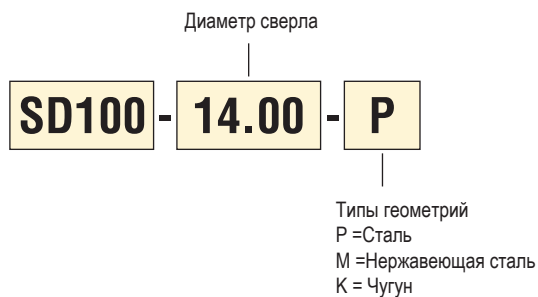 Диаметр сверла
SD100 - 14.00 - P
Типы геометрий
P =Сталь
M =Нержавеющая сталь
K = Чугун